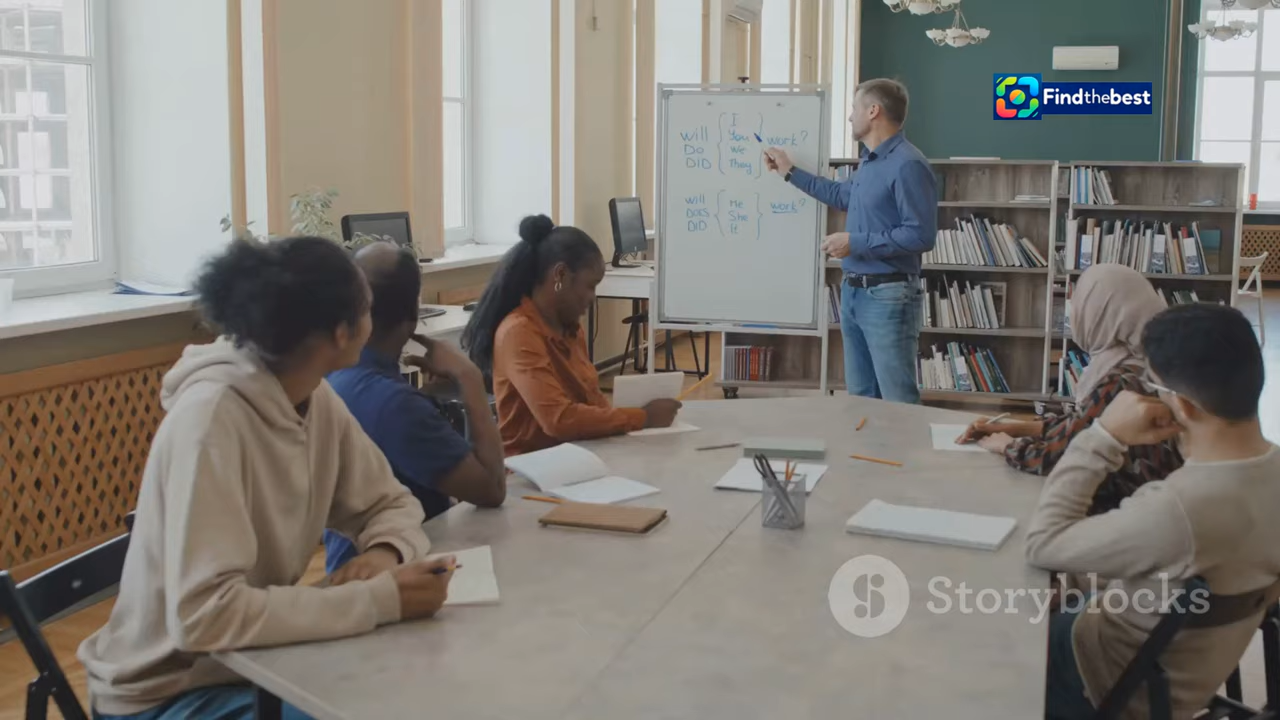 Findthebest
Will { I } work?
Do { You
DID { We
They
will { He } work?
DOES { She
DID { It
Storyblocks